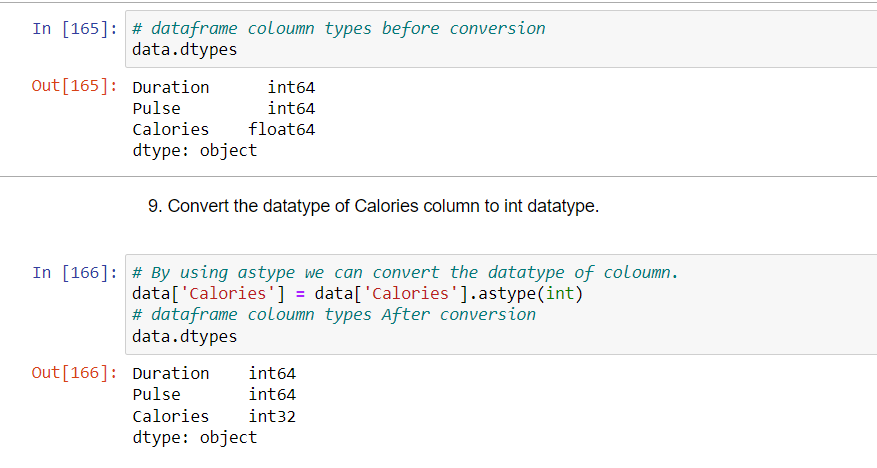 In [165]: # dataframe coloumn types before conversion
data.dtypes
Out[165]: Duration int64
Pulse int64
Calories float64
dtype: object
9. Convert the datatype of Calories column to int datatype.
In [166]: # By using astype we can convert the datatype of coloumn.
data['Calories'] = data['Calories'].astype(int)
# dataframe coloumn types After conversion
data.dtypes
Out[166]: Duration int64
Pulse int64
Calories int32
dtype: object